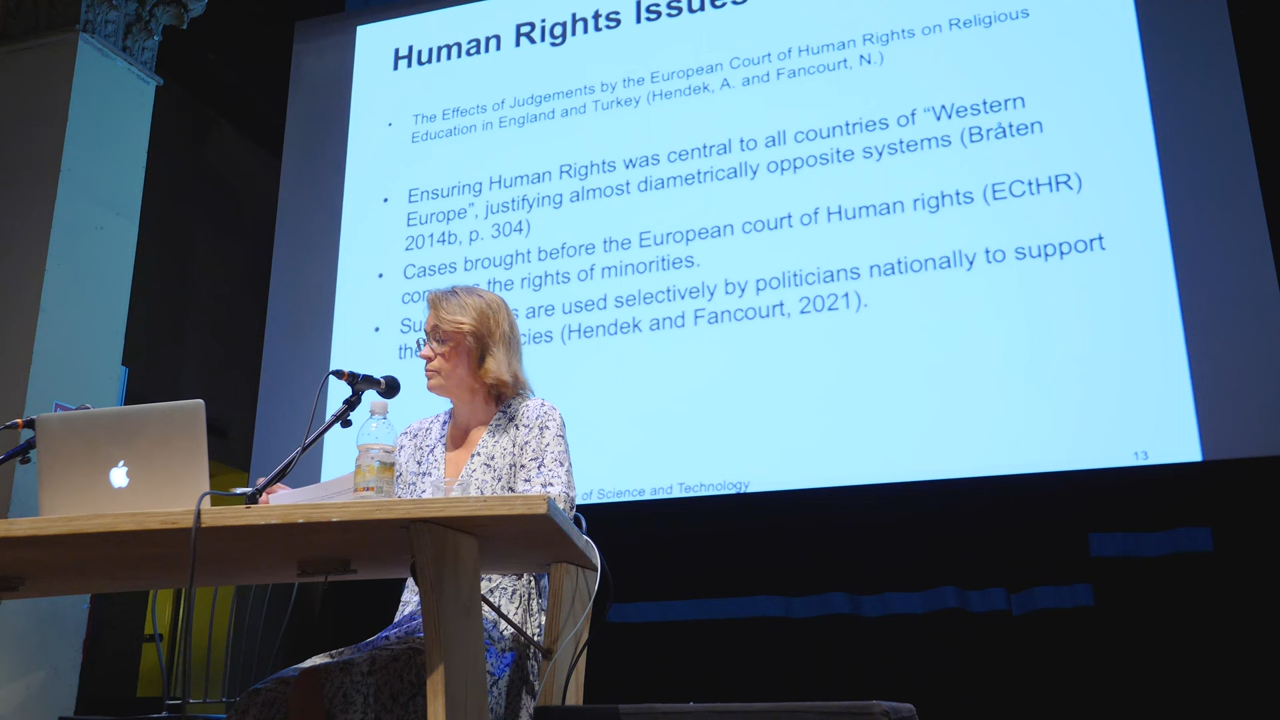 Human Rights Issues
• The Effects of Judgements by the European Court of Human Rights on Religious
Education in England and Turkey (Hendek, A. and Fancourt, N.)
• Ensuring Human Rights was central to all countries of “Western
Europe”, justifying almost diametrically opposite systems (Bråten
2014b, p. 304)
• Cases brought before the European court of Human rights (ECtHR)
the rights of minorities.
• are used selectively by politicians nationally to support
(Hendek and Fancourt, 2021).
13
of Science and Technology